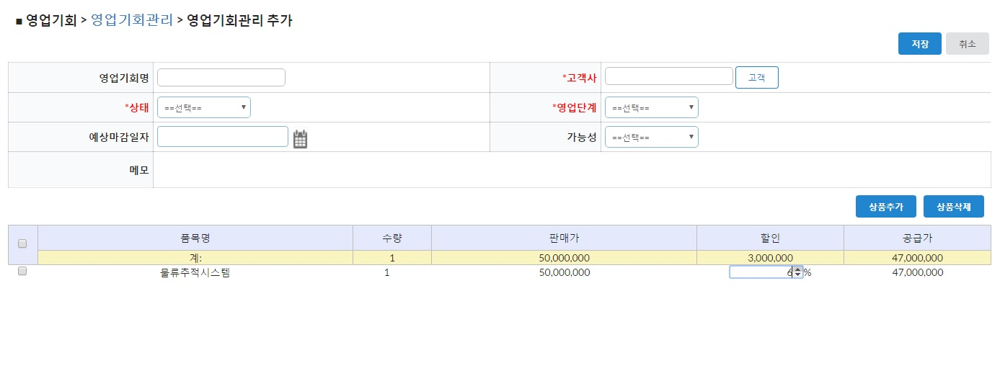 ■ 영업기회 > 영업기회관리 > 영업기회관리 추가
저장 취소
영업기회명 *고객사 고객
*상태 ==선택== *영업단계 ==선택==
예상마감일자 가능성 ==선택==
메모
상품추가 상품삭제
품목명 수량 판매가 할인 공급가
계: 1 50,000,000 3,000,000 47,000,000
물류추적시스템 1 50,000,000 6 % 47,000,000